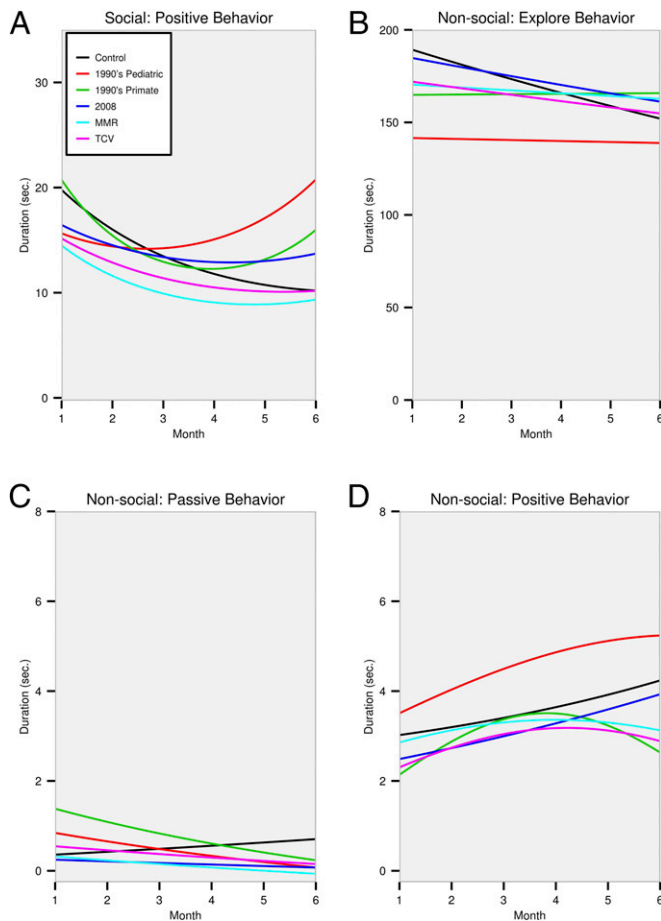 A
Social: Positive Behavior
Control
1990's Pediatric
1990's Primate
2008
MMR
TCV
30
20
10
0
Duration (sec.)
1 2 3 4 5 6
Month
B
Non-social: Explore Behavior
200
150
100
50
0
Duration (sec.)
1 2 3 4 5 6
Month
C
Non-social: Passive Behavior
8
6
4
2
0
Duration (sec.)
1 2 3 4 5 6
Month
D
Non-social: Positive Behavior
8
6
4
2
0
Duration (sec.)
1 2 3 4 5 6
Month